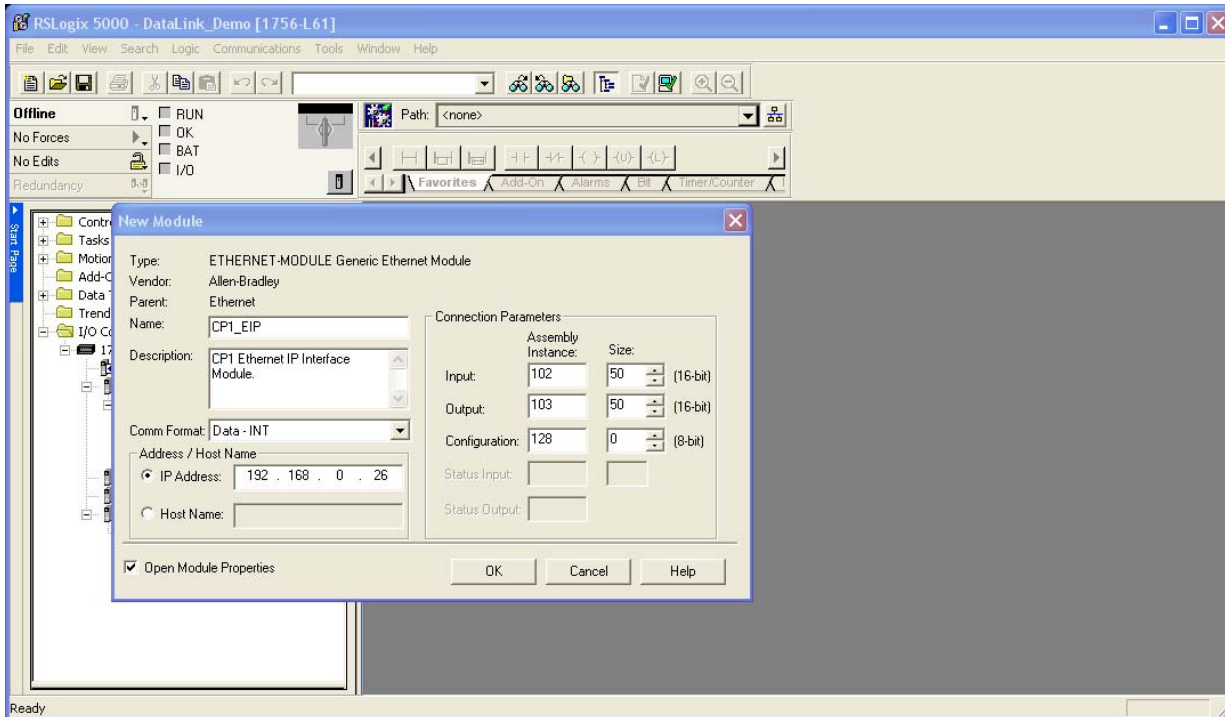 RSLogix 5000 - DataLink_Demo [1756-L61]
File Edit View Search Logic Communications Tools Window Help
Offline
RUN
Path: <none>
No Forces
OK
No Edits
BAT
Redundancy
I/O
Favorites Add-On Alarms Bit Timer/Counter
Start Page
Contr
Tasks
Motion
Add-O
Data T
Trend
I/O Co
17
New Module
Type: ETHERNET-MODULE Generic Ethernet Module
Vendor: Allen-Bradley
Parent: Ethernet
Name: CP1_EIP
Description: CP1 Ethernet IP Interface
Module.
Comm Format: Data - INT
Address / Host Name
IP Address: 192 . 168 . 0 . 26
Host Name:
Connection Parameters
Assembly
Instance: Size:
Input: 102 50 (16-bit)
Output: 103 50 (16-bit)
Configuration: 128 0 (8-bit)
Status Input:
Status Output:
Open Module Properties
OK Cancel Help
Ready